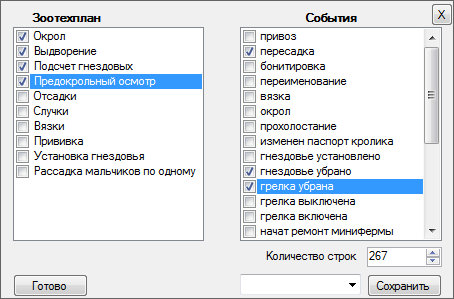 Зоотехплан
Окрол
Выдворение
Подсчет гнездовых
Предокрольный осмотр
Отсадки
Случки
Вязки
Прививка
Установка гнездовья
Рассадка мальчиков по одному
События
X
привоз
пересадка
бонитировка
переименование
вязка
окрол
прохолостание
изменен паспорт кролика
гнездовье установлено
гнездовье убрано
грелка убрана
грелка выключена
грелка включена
начат ремонт минифермы
Количество строк 267
Готово
Сохранить